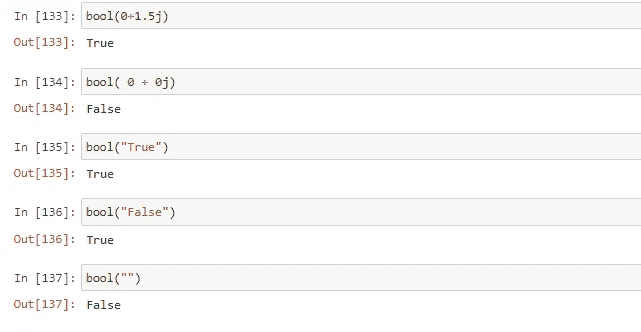 In [133]: bool(0+1.5j)
Out[133]: True
In [134]: bool( 0 + 0j)
Out[134]: False
In [135]: bool("True")
Out[135]: True
In [136]: bool("False")
Out[136]: True
In [137]: bool("")
Out[137]: False